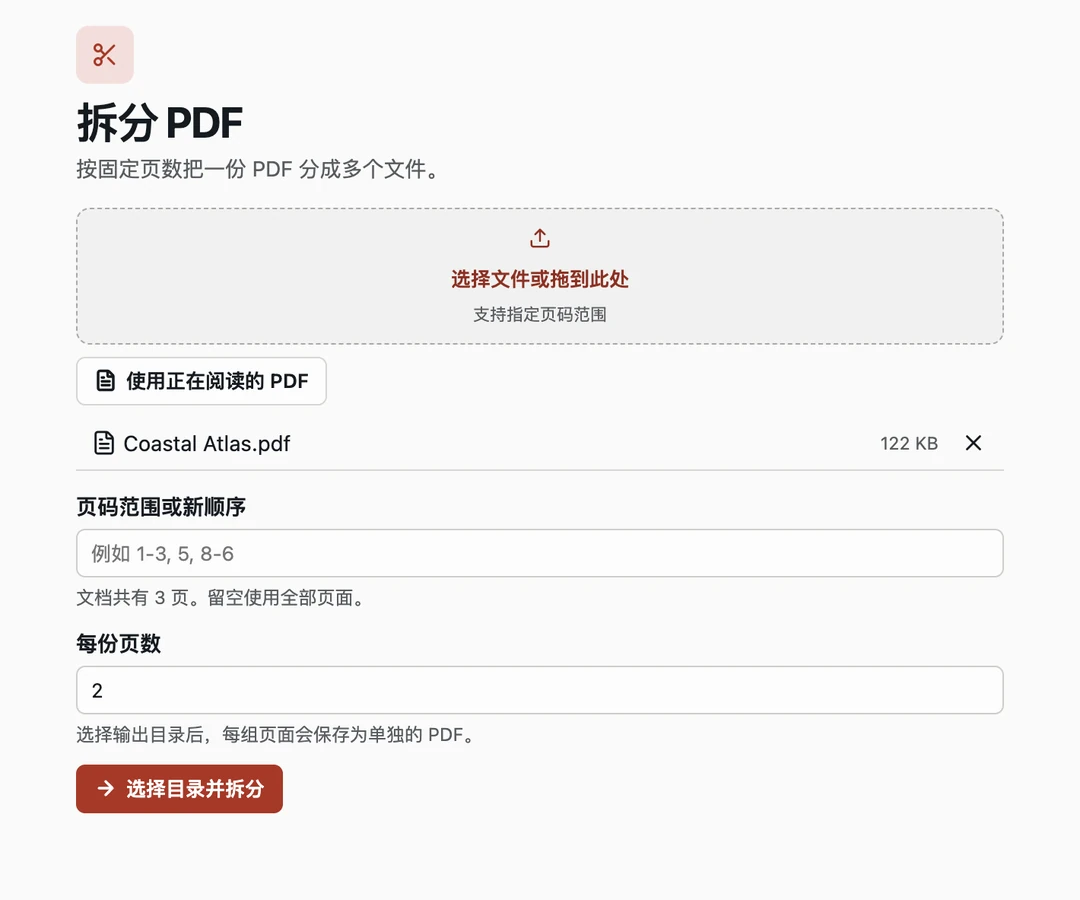 拆分 PDF
按固定页数把一份 PDF 分成多个文件。
选择文件或拖到此处
支持指定页码范围
使用正在阅读的 PDF
Coastal Atlas.pdf 122 KB
页码范围或新顺序
例如 1-3, 5, 8-6
文档共有 3 页。留空使用全部页面。
每份页数
2
选择输出目录后，每组页面会保存为单独的 PDF。
选择目录并拆分